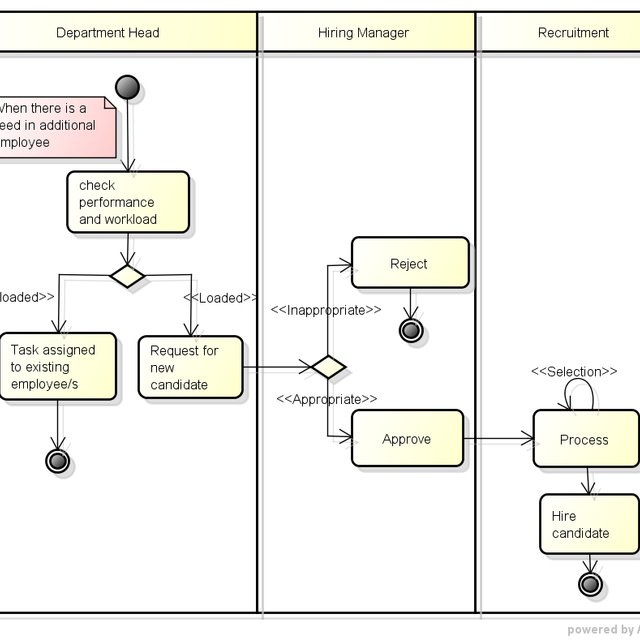 Department Head
Hiring Manager
Recruitment
When there is a
eed in additional
mployee
check
performance
and workload
loaded>>
<<Loaded>>
Reject
<<Inappropriate>>
Task assigned
to existing
employee/s
Request for
new
candidate
<<Appropriate>>
<<Selection>>
Approve
Process
Hire
candidate
powered by A